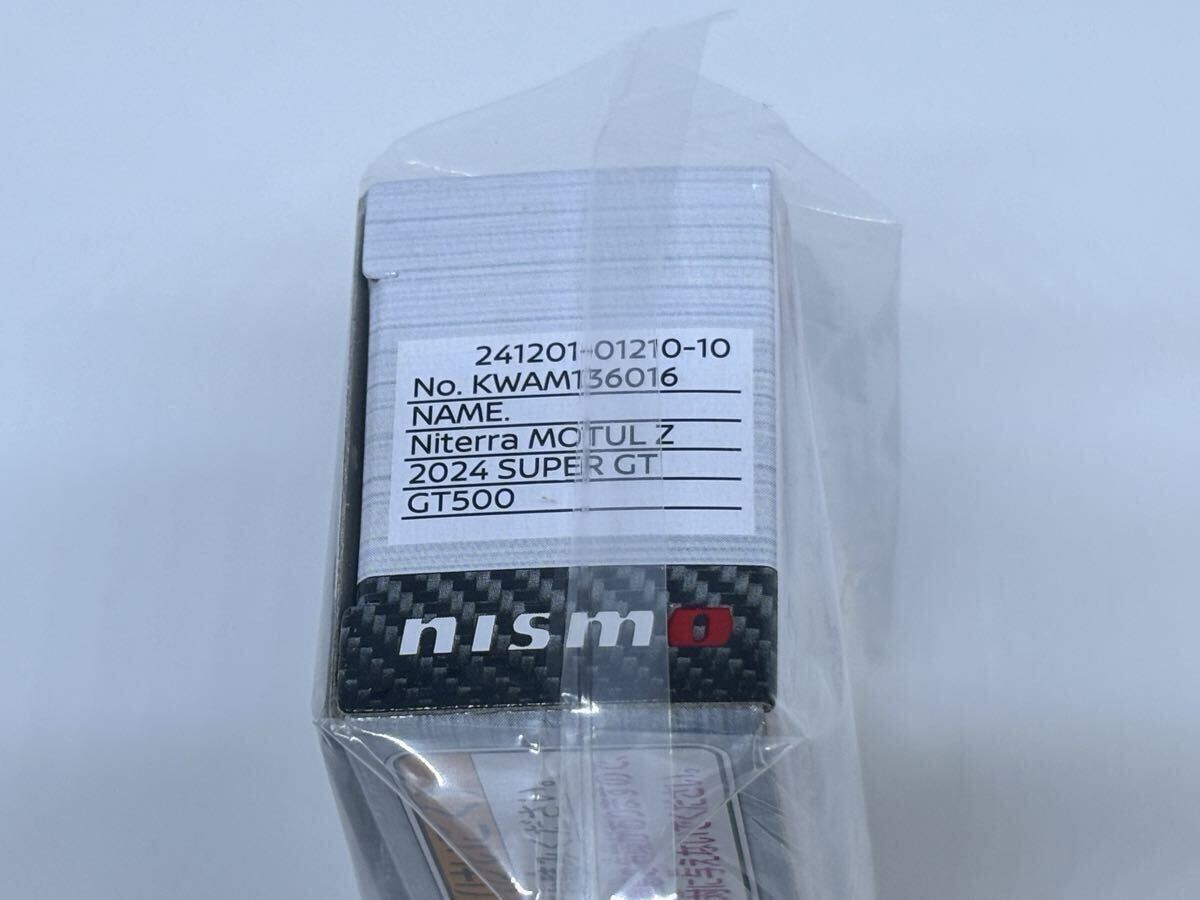 241201-01210-10
No. KWAM136016
NAME.
Niterra MOTUL Z
2024 SUPER GT
GT500
nismo